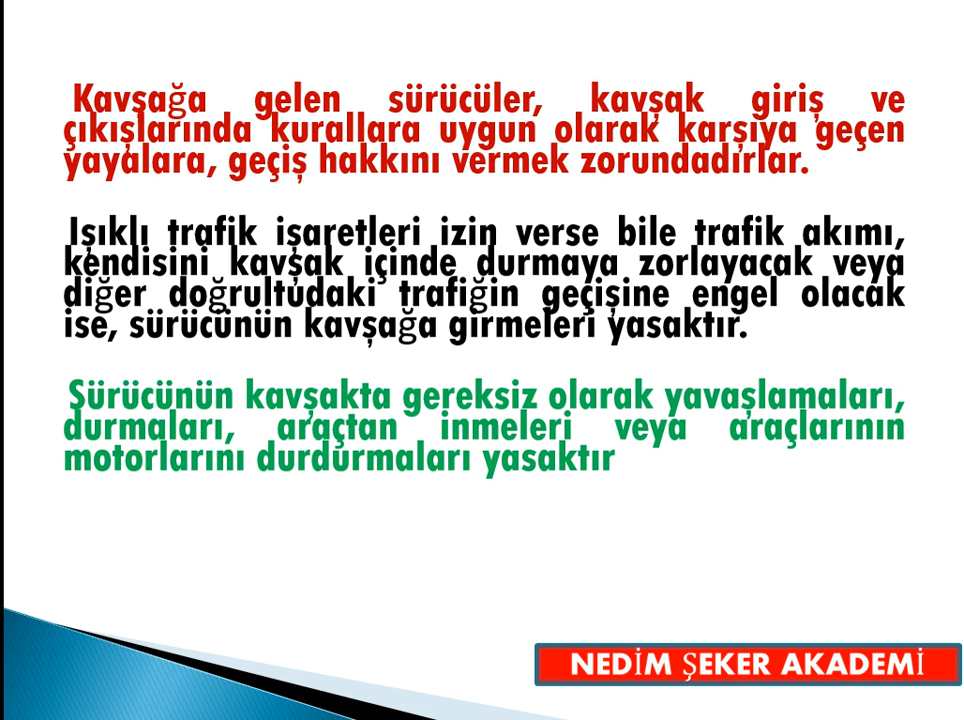 Kavşağa gelen sürücüler, kavşak giriş ve
çıkışlarında kurallara uygun olarak karşıya geçen
yayalara, geçiş hakkını vermek zorundadırlar.
Işıklı trafik işaretleri izin verse bile trafik akımı,
kendisini kavşak içinde durmaya zorlayacak veya
diğer doğrultudaki trafiğin geçişine engel olacak
ise, sürücünün kavşağa girmeleri yasaktır.
Sürücünün kavşakta gereksiz olarak yavaşlamaları,
durmaları, araçtan inmeleri veya araçlarının
motorlarını durdurmaları yasaktır
NEDİM ŞEKER AKADEMİ